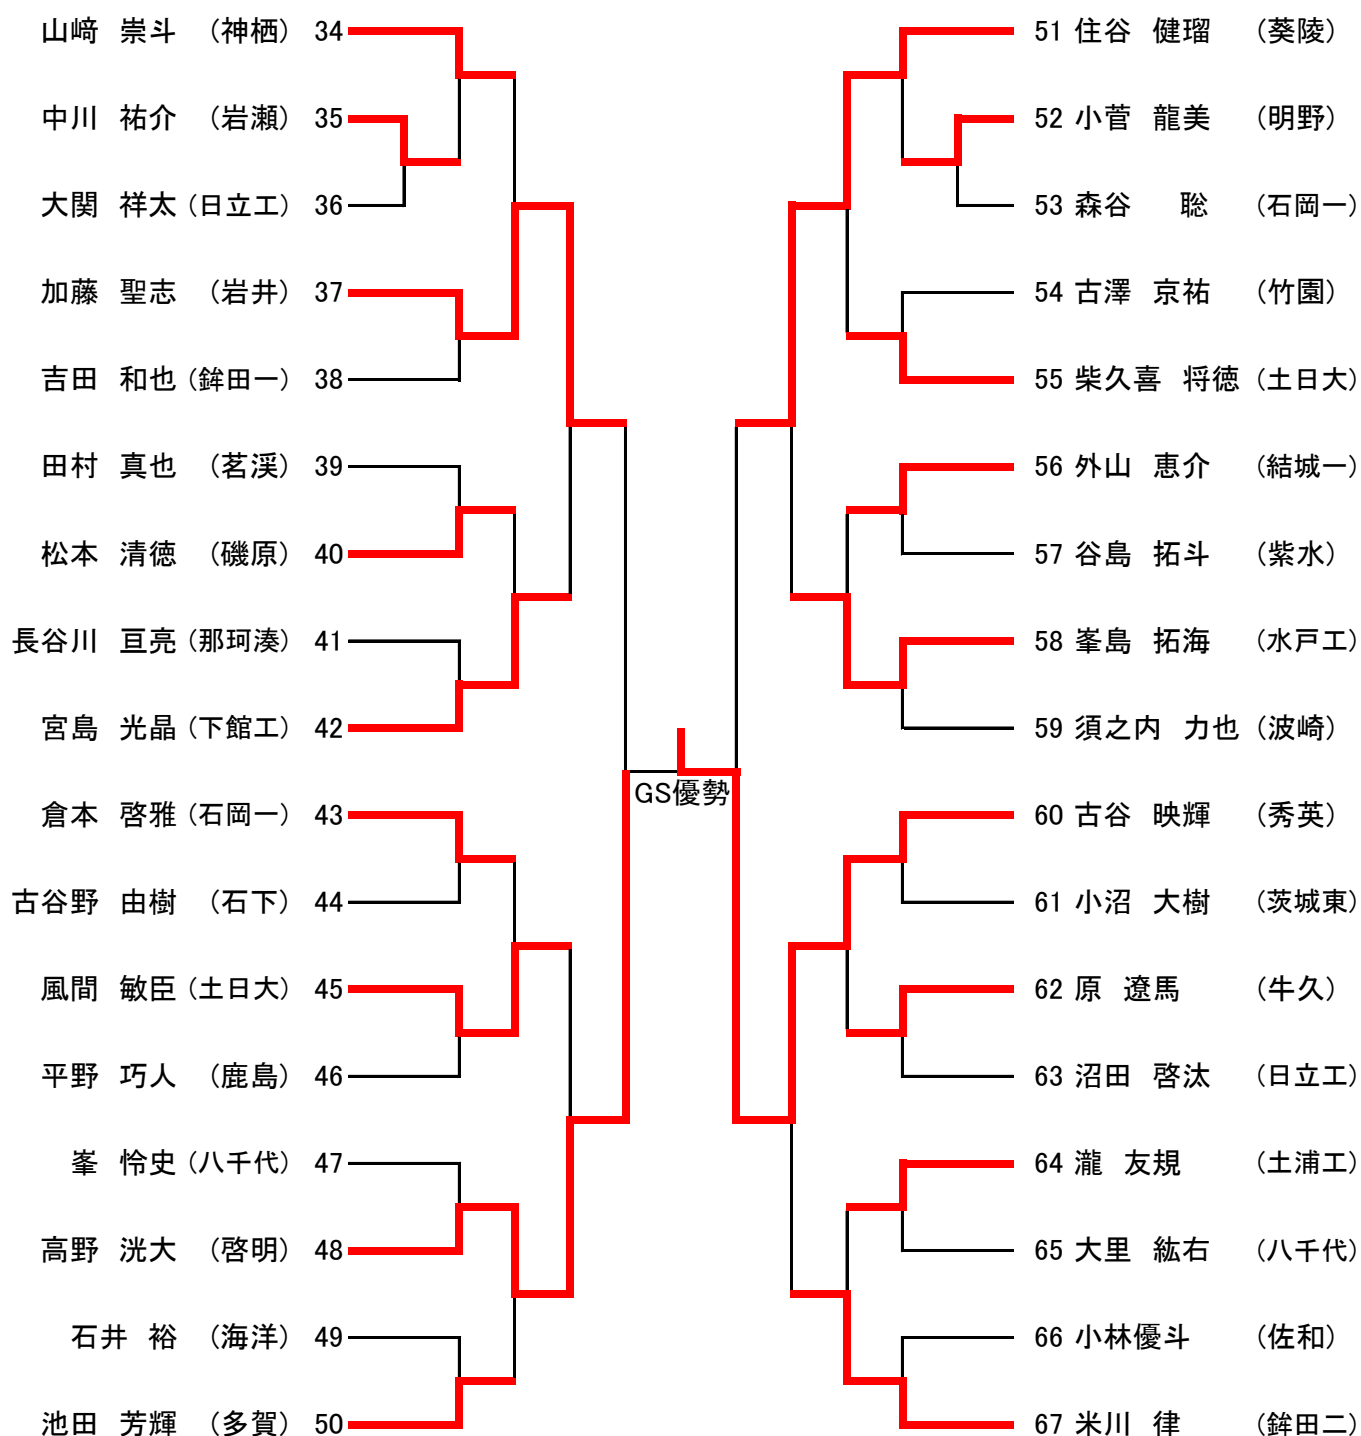 山﨑 崇斗 （神栖） 34
中川 祐介 （岩瀬） 35
大関 祥太 （日立工） 36
加藤 聖志 （岩井） 37
吉田 和也 （鉾田一） 38
田村 真也 （茗渓） 39
松本 清徳 （磯原） 40
長谷川 亘亮 （那珂湊） 41
宮島 光晶 （下館工） 42
倉本 啓雅 （石岡一） 43
古谷野 由樹 （石下） 44
風間 敏臣 （土日大） 45
平野 巧人 （鹿島） 46
峯 怜史 （八千代） 47
高野 洸大 （啓明） 48
石井 裕 （海洋） 49
池田 芳輝 （多賀） 50
GS優勢
51 住谷 健瑠 （葵陵）
52 小菅 龍美 （明野）
53 森谷 聡 （石岡一）
54 古澤 京祐 （竹園）
55 柴久喜 将徳 （土日大）
56 外山 恵介 （結城一）
57 谷島 拓斗 （紫水）
58 峯島 拓海 （水戸工）
59 須之内 力也 （波崎）
60 古谷 映輝 （秀英）
61 小沼 大樹 （茨城東）
62 原 遼馬 （牛久）
63 沼田 啓汰 （日立工）
64 瀧 友規 （土浦工）
65 大里 紘右 （八千代）
66 小林優斗 （佐和）
67 米川 律 （鉾田二）